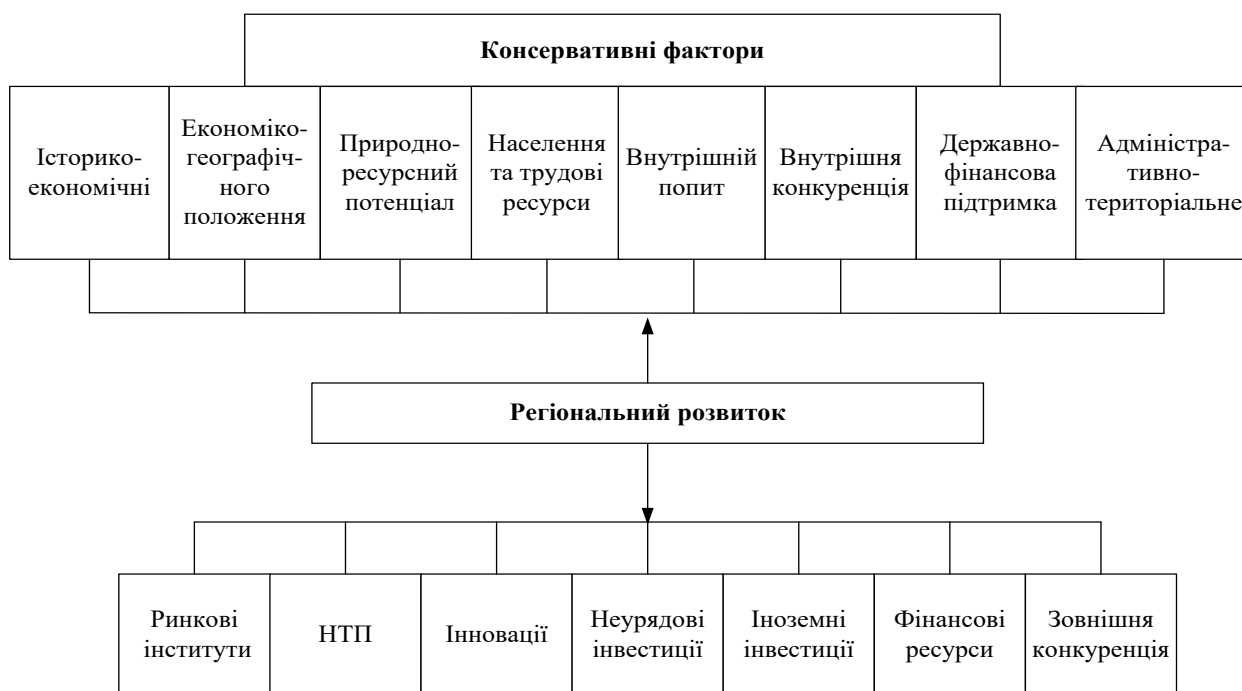 Консервативні фактори
Історико-
економічні
Економіко-
географіч-
ного
положення
Природно-
ресурсний
потенціал
Населення
та трудові
ресурси
Внутрішній
попит
Внутрішня
конкуренція
Державно-
фінансова
підтримка
Адміністра-
тивно-
територіальне
Регіональний розвиток
Ринкові
інститути
НТП
Інновації
Неурядові
інвестиції
Іноземні
інвестиції
Фінансові
ресурси
Зовнішня
конкуренція